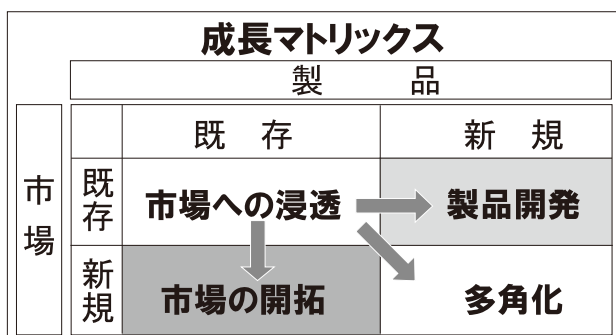 成長マトリックス
製　品
既　存　新　規
市場
既存　市場への浸透　製品開発
新規　市場の開拓　多角化